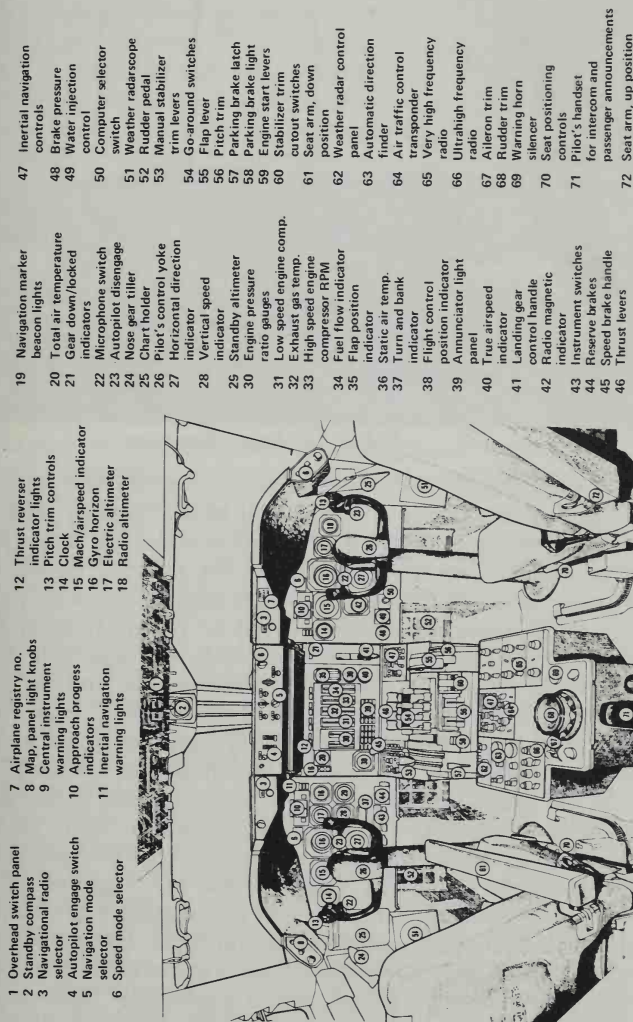 1 Overhead switch panel
2 Standby compass
3 Navigational radio
selector
4 Autopilot engage switch
5 Navigation mode
selector
6 Speed mode selector
7 Airplane registry no.
8 Map, panel light knobs
9 Central instrument
warning lights
10 Approach progress
indicators
11 Inertial navigation
warning lights
12 Thrust reverser
indicator lights
13 Pitch trim controls
14 Clock
15 Mach/airspeed indicator
16 Gyro horizon
17 Electric altimeter
18 Radio altimeter
19 Navigation marker
beacon lights
20 Total air temperature
21 Gear down/locked
indicators
22 Microphone switch
23 Autopilot disengage
24 Nose gear tiller
25 Chart holder
26 Pilot's control yoke
27 Horizontal direction
indicator
28 Vertical speed
indicator
29 Standby altimeter
30 Engine pressure
ratio gauges
31 Low speed engine comp.
32 Exhaust gas temp.
33 High speed engine
compressor RPM
34 Fuel flow indicator
35 Flap position
indicator
36 Static air temp.
37 Turn and bank
indicator
38 Flight control
position indicator
39 Annunciator light
panel
40 True airspeed
indicator
41 Landing gear
control handle
42 Radio magnetic
indicator
43 Instrument switches
44 Reserve brakes
45 Speed brake handle
46 Thrust levers
47 Inertial navigation
controls
48 Brake pressure
49 Water injection
control
50 Computer selector
switch
51 Weather radarscope
52 Rudder pedal
53 Manual stabilizer
trim levers
54 Go-around switches
55 Flap lever
56 Pitch trim
57 Parking brake latch
58 Parking brake light
59 Engine start levers
60 Stabilizer trim
cutout switches
61 Seat arm, down
position
62 Weather radar control
panel
63 Automatic direction
finder
64 Air traffic control
transponder
65 Very high frequency
radio
66 Ultrahigh frequency
radio
67 Aileron trim
68 Rudder trim
69 Warning horn
silencer
70 Seat positioning
controls
71 Pilot's handset
for intercom and
passenger announcements
72 Seat arm, up position